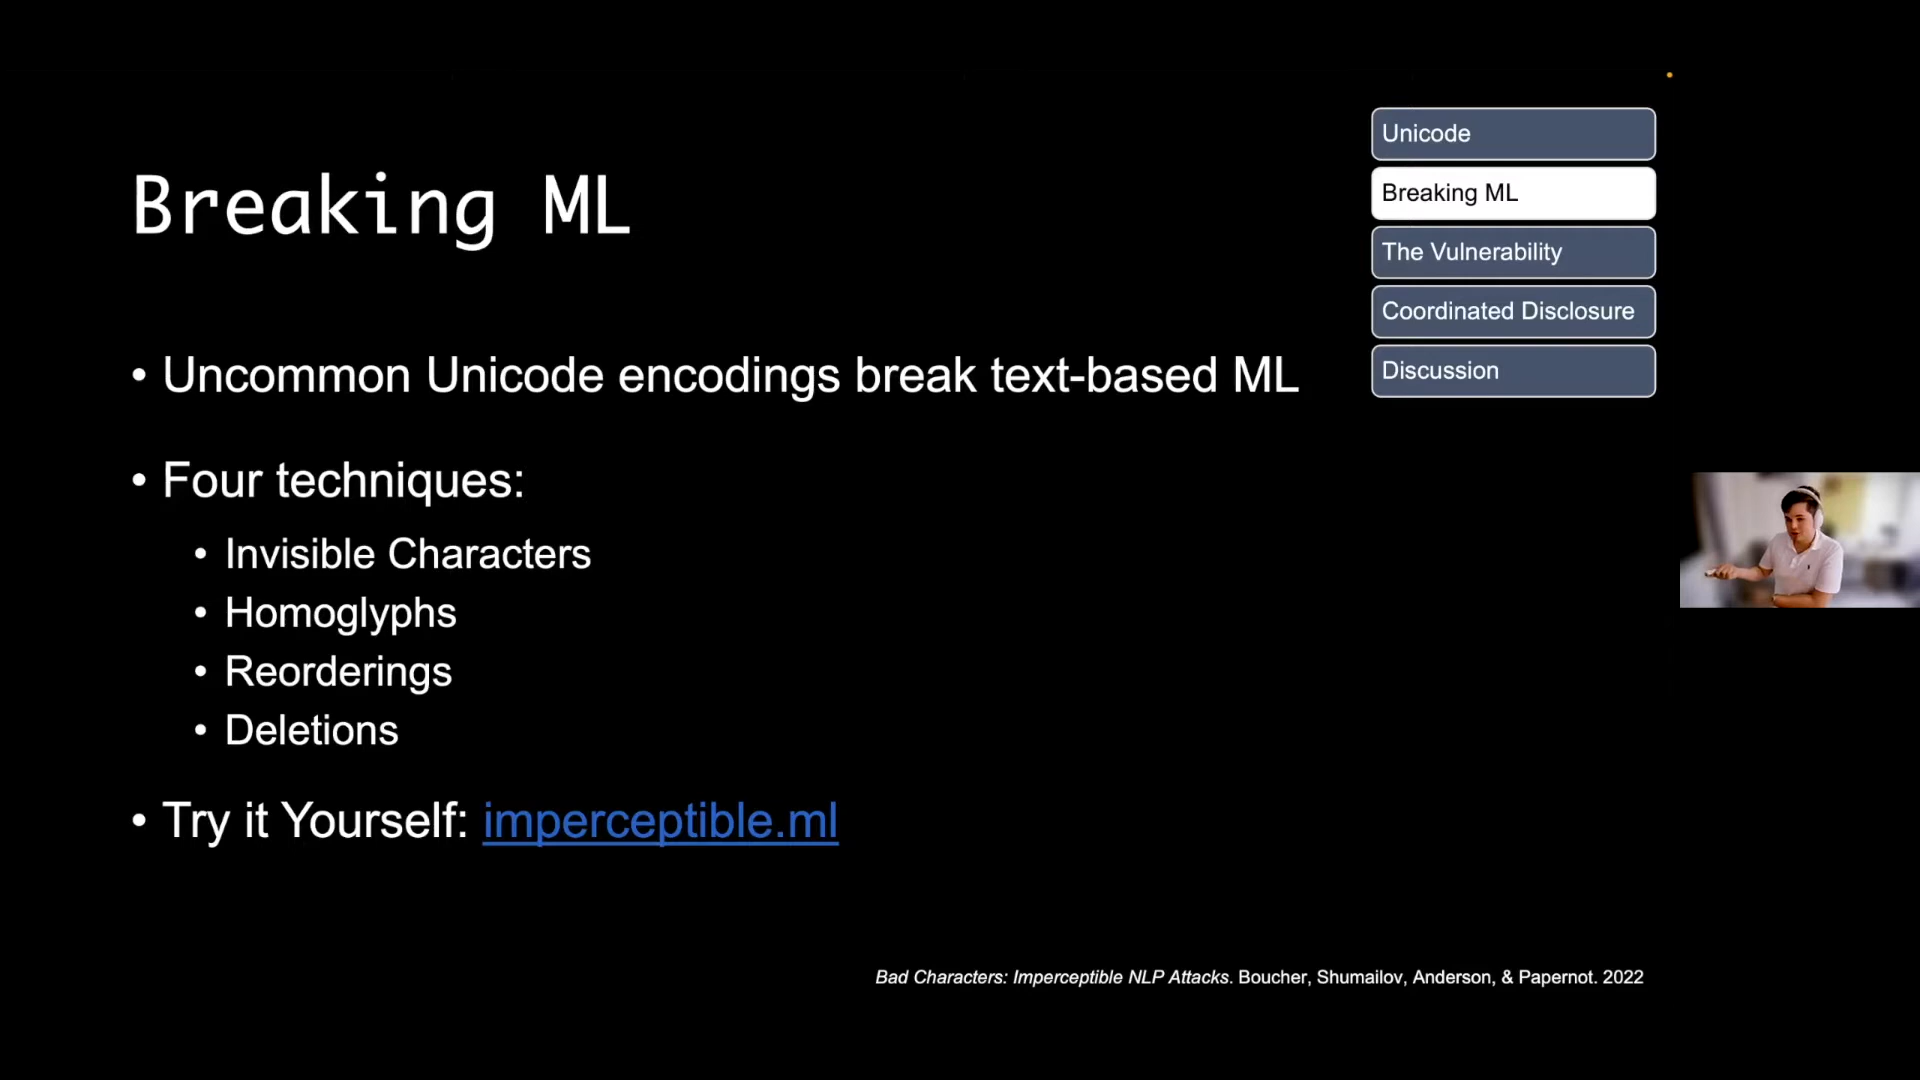 Breaking ML
• Uncommon Unicode encodings break text-based ML
• Four techniques:
• Invisible Characters
• Homoglyphs
• Reorderings
• Deletions
• Try it Yourself: imperceptible.ml
Unicode
Breaking ML
The Vulnerability
Coordinated Disclosure
Discussion
Bad Characters: Imperceptible NLP Attacks. Boucher, Shumailov, Anderson, & Papernot. 2022